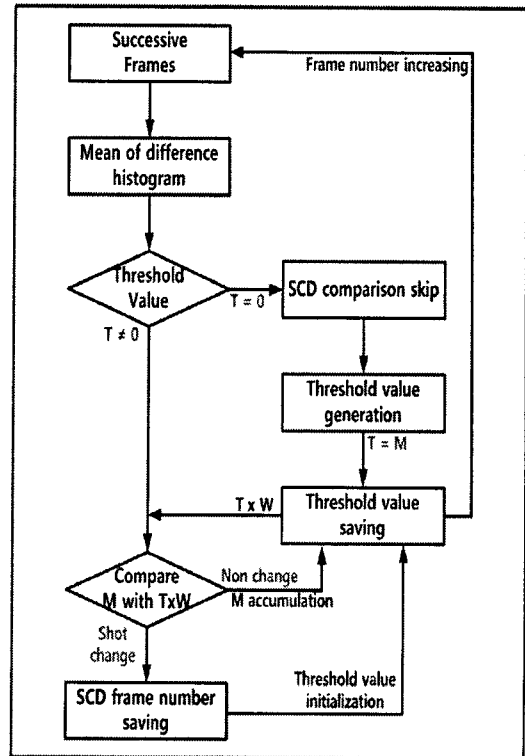 Successive
Frames
Frame number increasing
Mean of difference
histogram
Threshold
Value
T = 0
SCD comparison skip
T ≠ 0
Threshold value
generation
T = M
T x W
Threshold value
saving
Compare
M with TxW
Non change
M accumulation
Shot
change
SCD frame number
saving
Threshold value
initialization